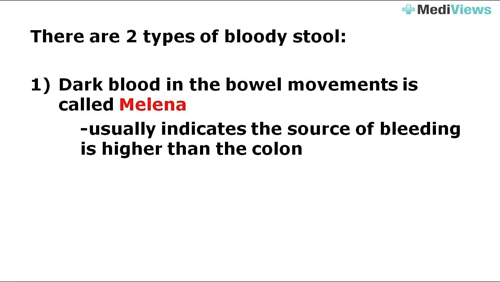 MediViews
There are 2 types of bloody stool:
1) Dark blood in the bowel movements is
called Melena
-usually indicates the source of bleeding
is higher than the colon